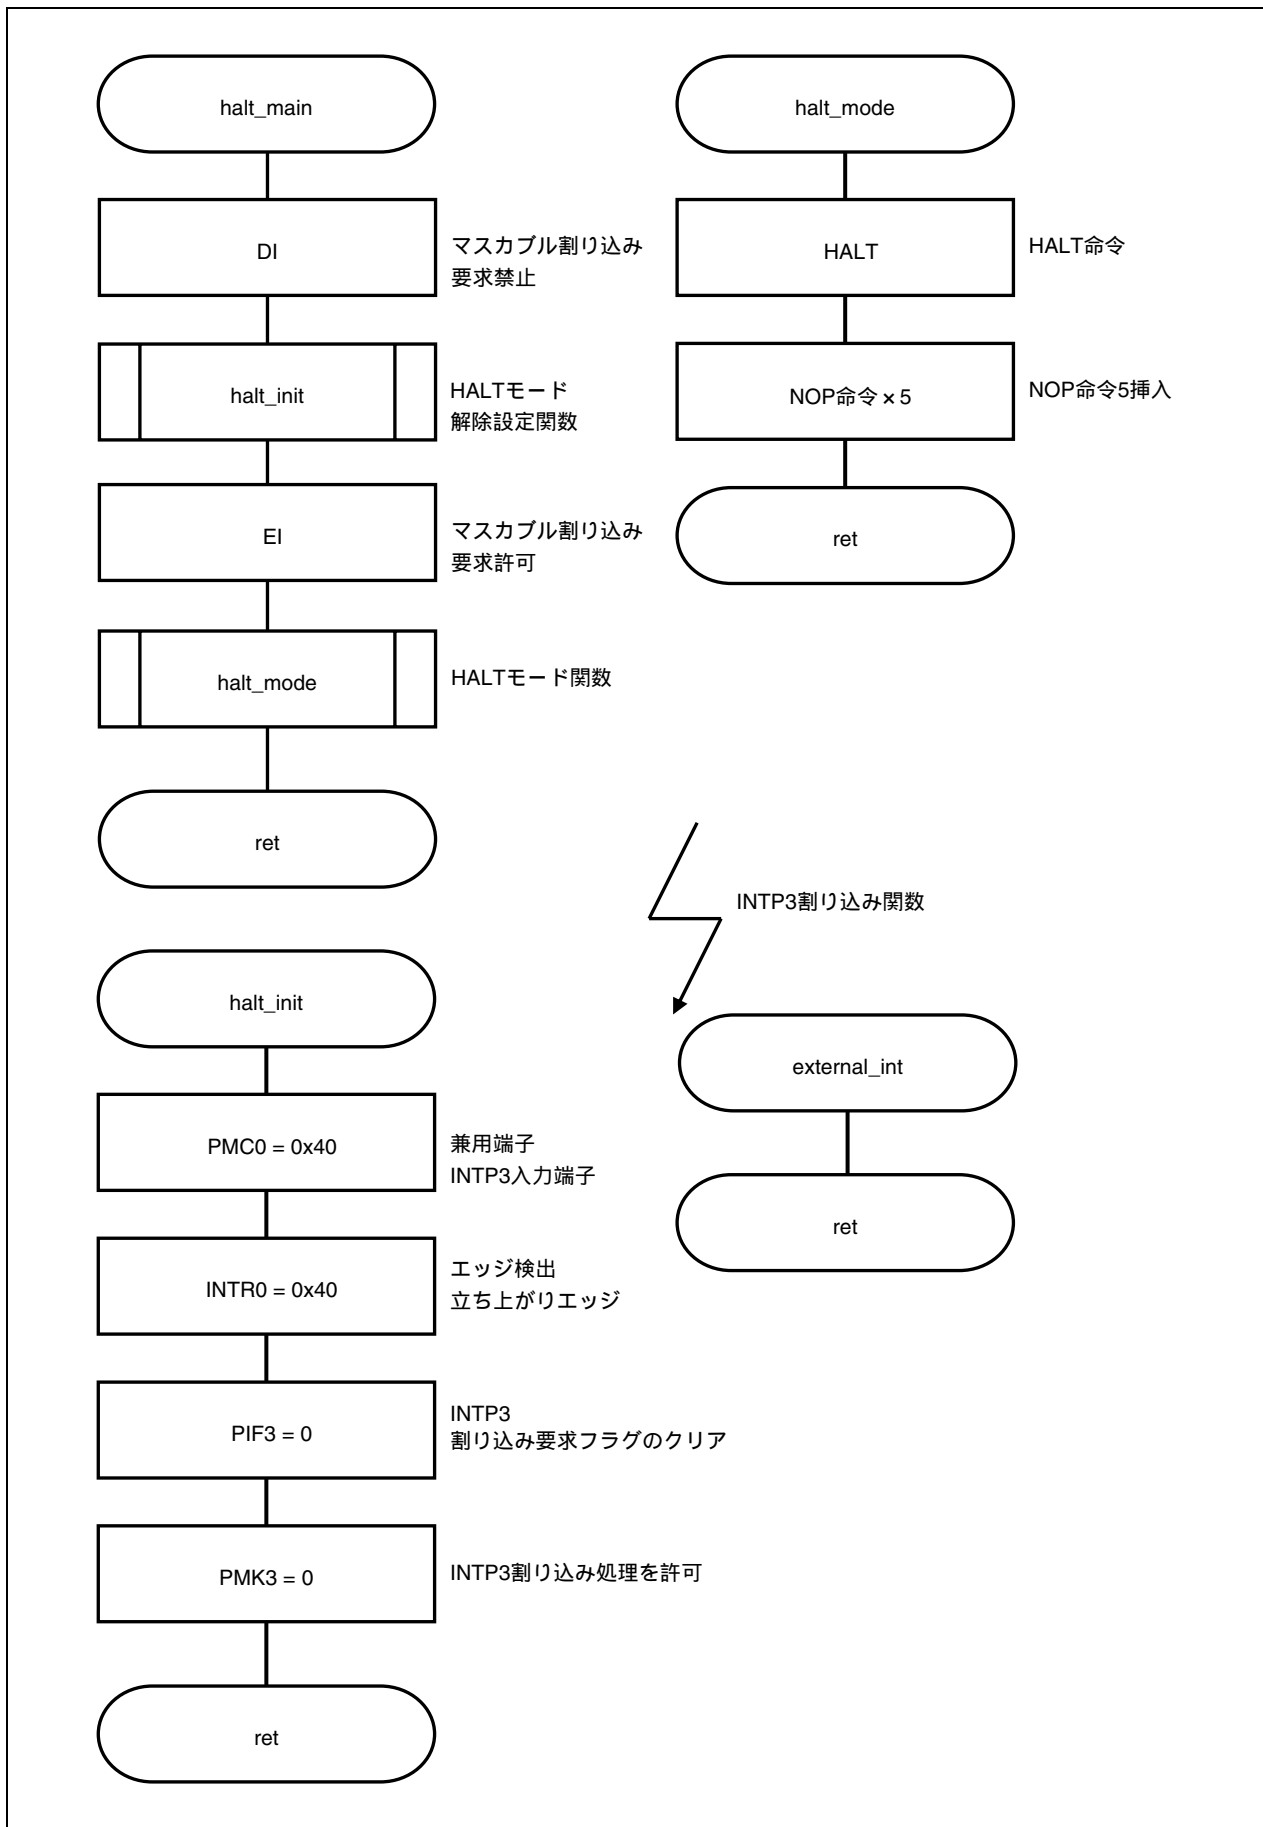 halt_main
DI
マスカブル割り込み
要求禁止
halt_init
HALTモード
解除設定関数
EI
マスカブル割り込み
要求許可
halt_mode
HALTモード関数
ret
halt_mode
HALT
HALT命令
NOP命令×5
NOP命令5挿入
ret
halt_init
PMC0 = 0x40
兼用端子
INTP3入力端子
INTR0 = 0x40
エッジ検出
立ち上がりエッジ
PIF3 = 0
INTP3
割り込み要求フラグのクリア
PMK3 = 0
INTP3割り込み処理を許可
ret
INTP3割り込み関数
external_int
ret